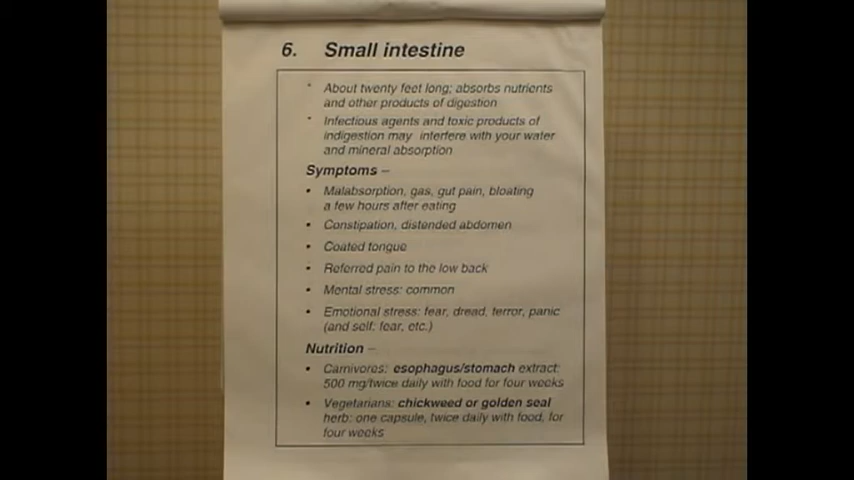 6. Small intestine
* About twenty feet long; absorbs nutrients
and other products of digestion
* Infectious agents and toxic products of
indigestion may interfere with your water
and mineral absorption
Symptoms –
• Malabsorption, gas, gut pain, bloating
a few hours after eating
• Constipation, distended abdomen
• Coated tongue
• Referred pain to the low back
• Mental stress: common
• Emotional stress: fear, dread, terror, panic
(and self: fear, etc.)
Nutrition –
• Carnivores: esophagus/stomach extract:
500 mg/twice daily with food for four weeks
• Vegetarians: chickweed or golden seal
herb: one capsule, twice daily with food, for
four weeks